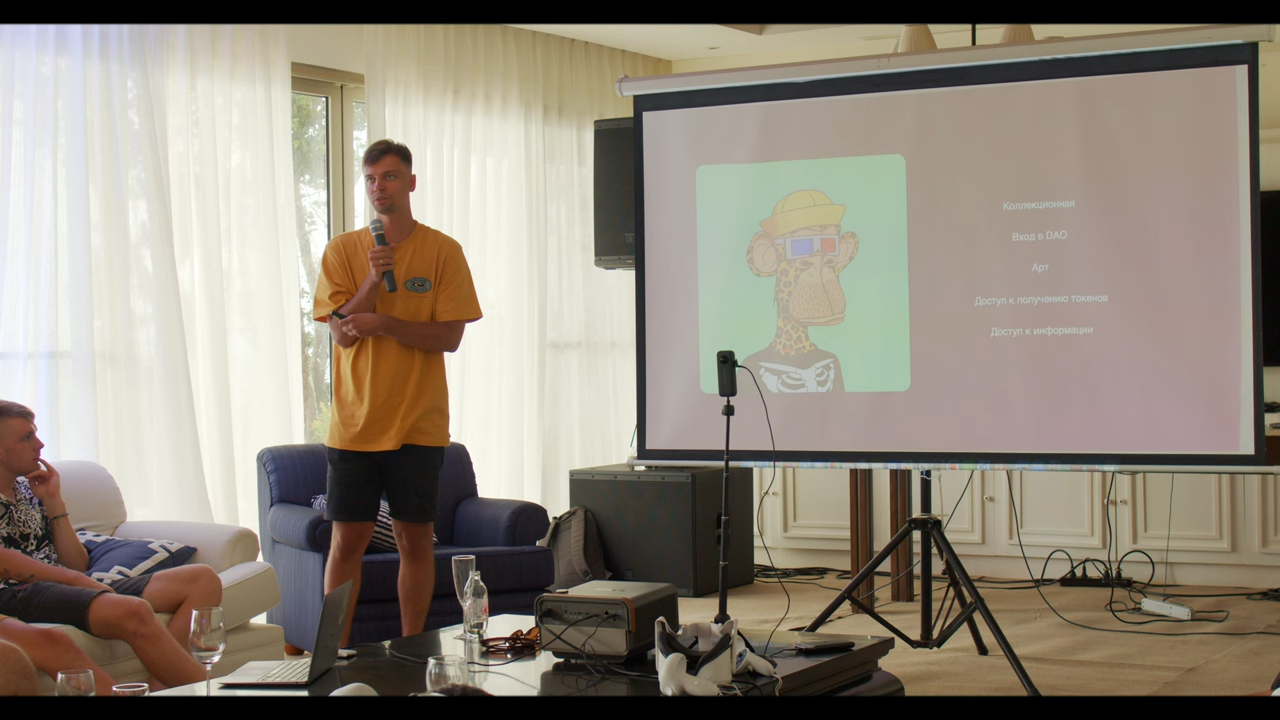 Коллекционная
Вход в DAO
Арт
Доступ к получению токенов
Доступ к информации